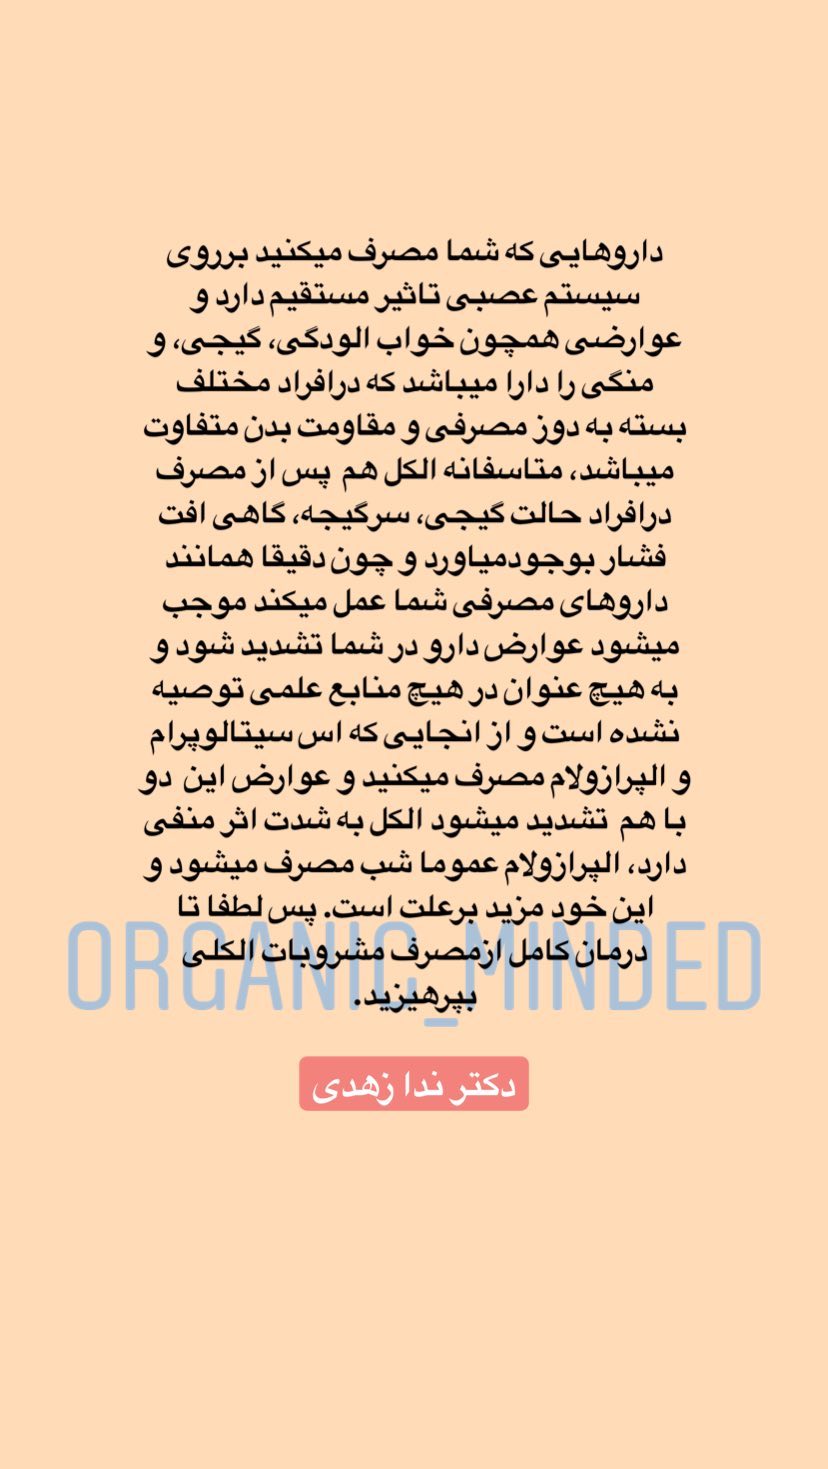 داروهایی که شما مصرف میکنید برروی
سیستم عصبی تاثیر مستقیم دارد و
عوارضی همچون خواب الودگی، گیجی، و
منگی را دارا میباشد که درافراد مختلف
بسته به دوز مصرفی و مقاومت بدن متفاوت
میباشد، متاسفانه الکل هم پس از مصرف
درافراد حالت گیجی، سرگیجه، گاهی افت
فشار بوجودمیاورد و چون دقیقا همانند
داروهای مصرفی شما عمل میکند موجب
میشود عوارض دارو در شما تشدید شود و
به هیچ عنوان در هیچ منابع علمی توصیه
نشده است و از انجایی که اس سیتالوپرام
و الپرازولام مصرف میکنید و عوارض این دو
با هم تشدید میشود الکل به شدت اثر منفی
دارد، الپرازولام عموما شب مصرف میشود و
این خود مزید برعلت است. پس لطفا تا
درمان کامل ازمصرف مشروبات الکلی
بپرهیزید.
ORGANIC_MINDED
دکتر ندا زهدی